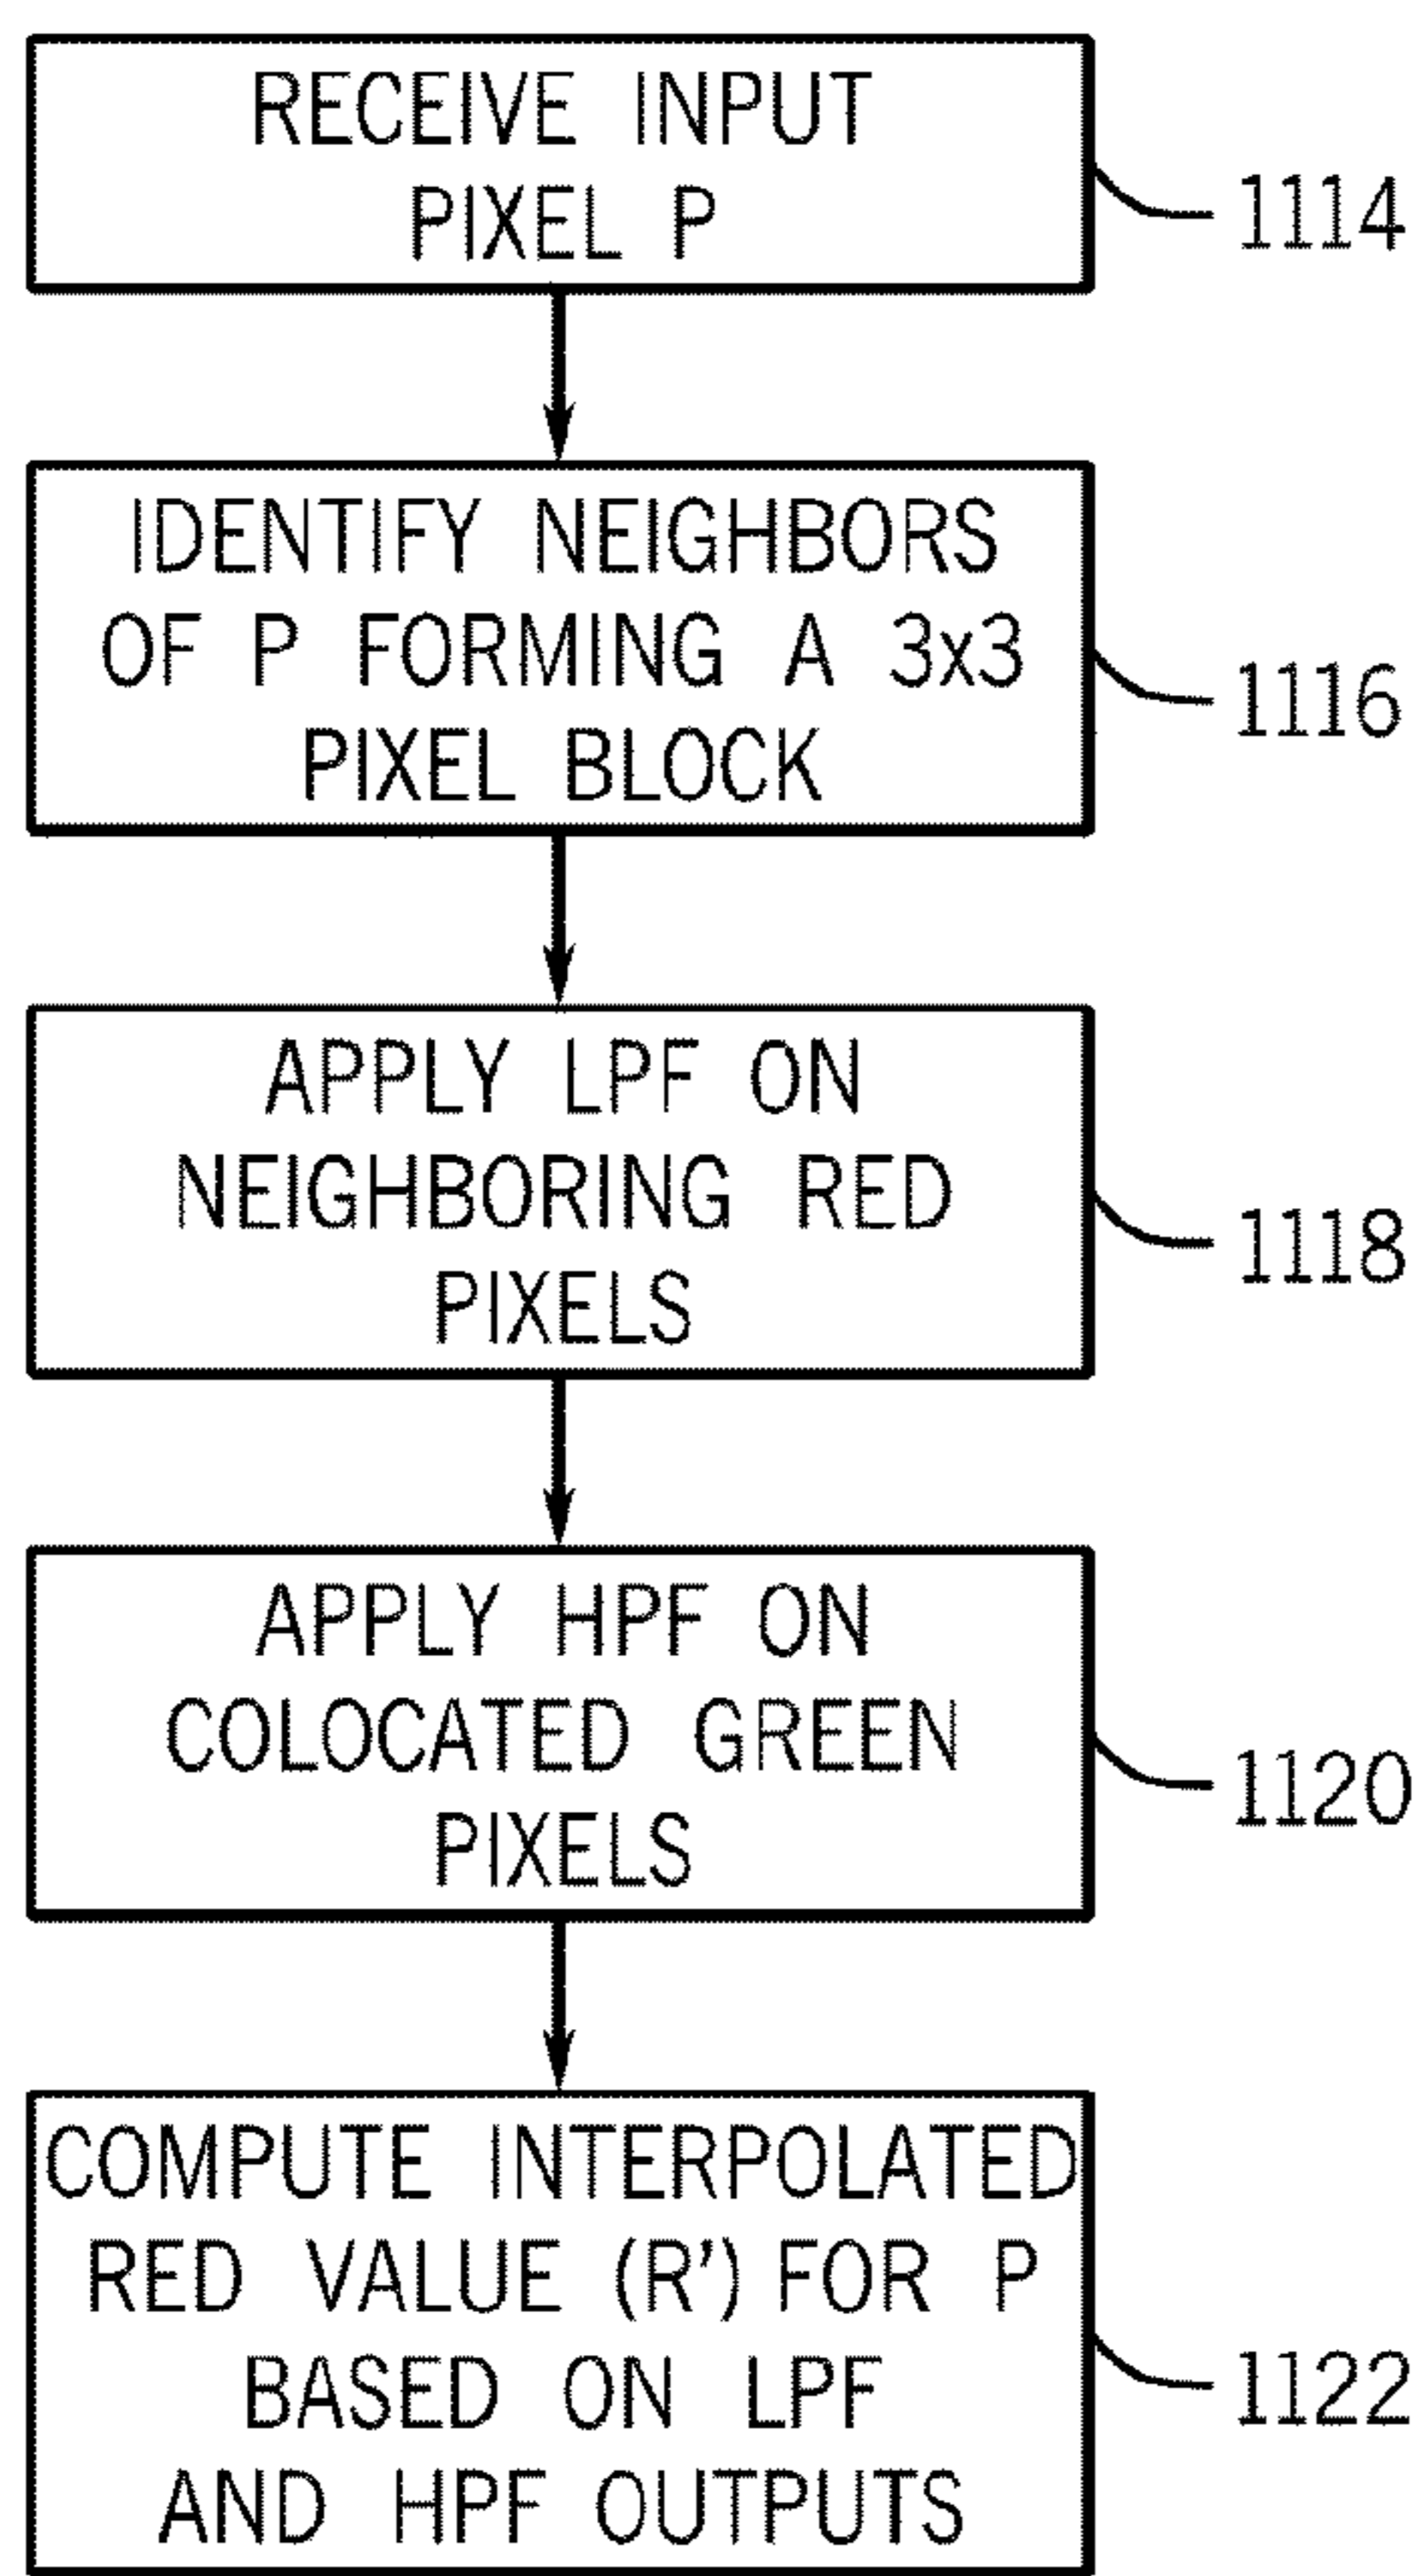 RECEIVE INPUT
PIXEL P
1114
IDENTIFY NEIGHBORS
OF P FORMING A 3x3
PIXEL BLOCK
1116
APPLY LPF ON
NEIGHBORING RED
PIXELS
1118
APPLY HPF ON
COLOCATED GREEN
PIXELS
1120
COMPUTE INTERPOLATED
RED VALUE (R') FOR P
BASED ON LPF
AND HPF OUTPUTS
1122